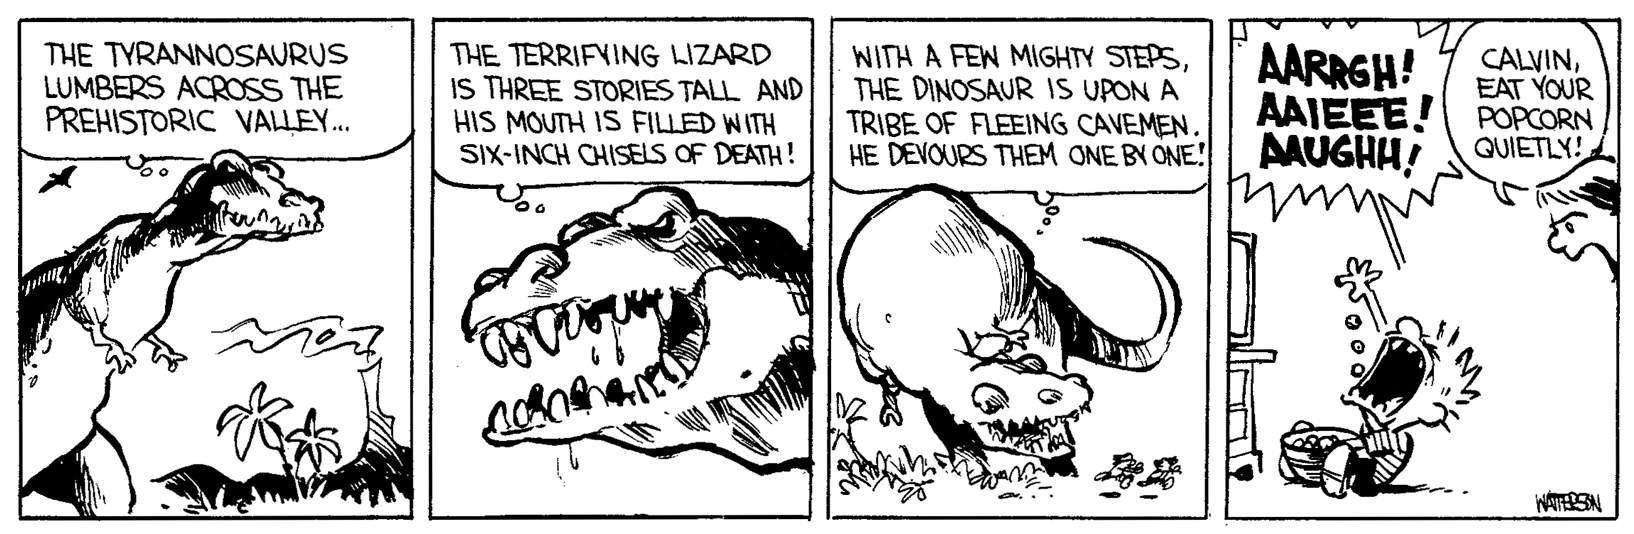 THE TYRANNOSAURUS
LUMBERS ACROSS THE
PREHISTORIC VALLEY...
THE TERRIFYING LIZARD
IS THREE STORIES TALL AND
HIS MOUTH IS FILLED WITH
SIX-INCH CHISELS OF DEATH!
WITH A FEW MIGHTY STEPS,
THE DINOSAUR IS UPON A
TRIBE OF FLEEING CAVEMEN.
HE DEVOURS THEM ONE BY ONE!
AARRGH!
AAIEEE!
AAUGHH!
CALVIN,
EAT YOUR
POPCORN
QUIETLY!
WATTERSON